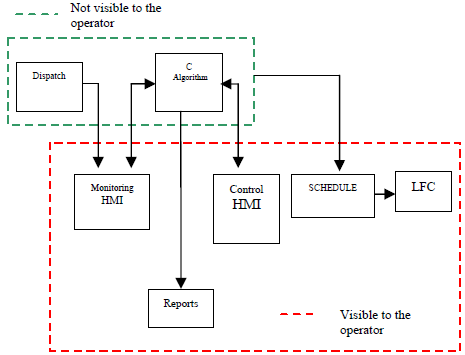 Not visible to the
operator
Dispatch
C
Algorithm
Monitoring
HMI
Control
HMI
SCHEDULE
LFC
Reports
Visible to the
operator